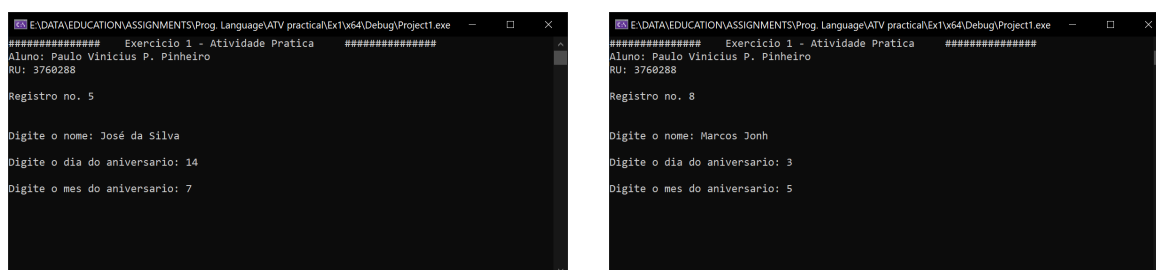 E:\DATA\EDUCATION\ASSIGNMENTS\Prog. Language\ATV practical\Ex1\x64\Debug\Project1.exe
############### Exercicio 1 - Atividade Pratica ###############
Aluno: Paulo Vinicius P. Pinheiro
RU: 3760288
Registro no. 5
Digite o nome: José da Silva
Digite o dia do aniversario: 14
Digite o mes do aniversario: 7
E:\DATA\EDUCATION\ASSIGNMENTS\Prog. Language\ATV practical\Ex1\x64\Debug\Project1.exe
############### Exercicio 1 - Atividade Pratica ###############
Aluno: Paulo Vinicius P. Pinheiro
RU: 3760288
Registro no. 8
Digite o nome: Marcos Jonh
Digite o dia do aniversario: 3
Digite o mes do aniversario: 5